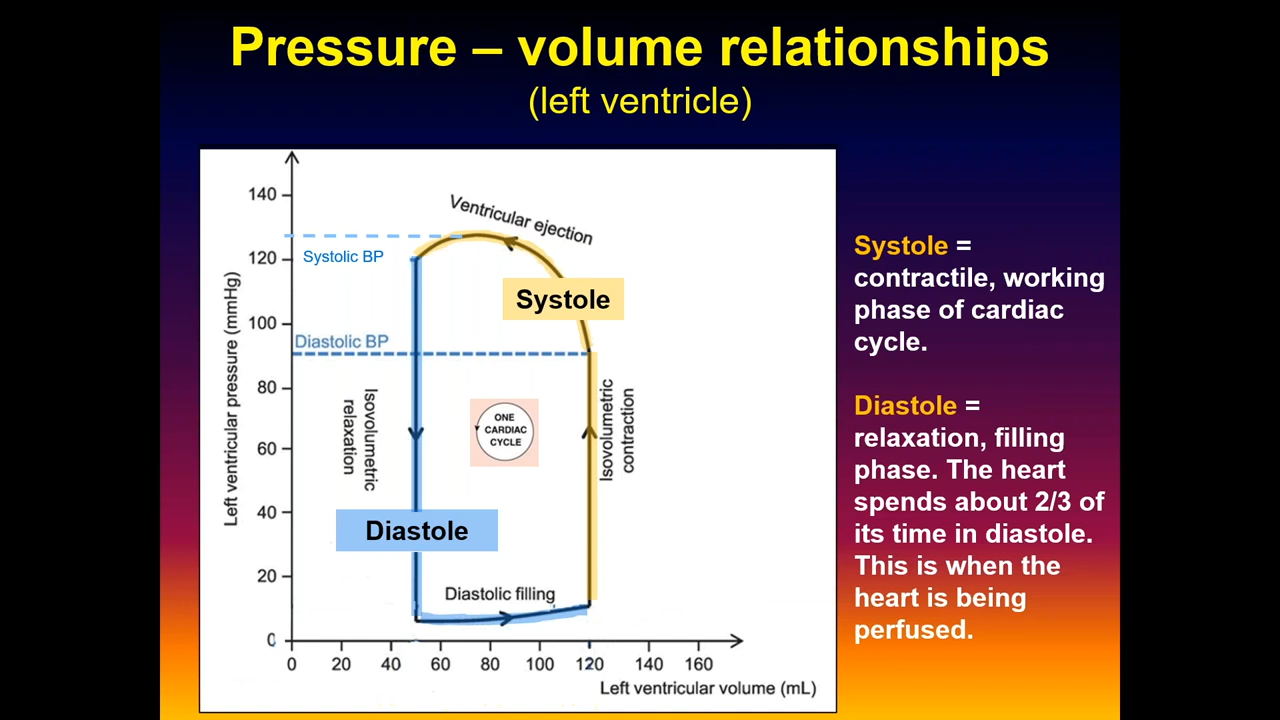 Pressure – volume relationships
(left ventricle)
Left ventricular pressure (mmHg)
140
120
100
80
60
40
20
0
Systolic BP
Diastolic BP
Ventricular ejection
Systole
Isovolumetric
relaxation
ONE
CARDIAC
CYCLE
Isovolumetric
contraction
Diastole
Diastolic filling
0 20 40 60 80 100 120 140 160
Left ventricular volume (mL)
Systole =
contractile, working
phase of cardiac
cycle.
Diastole =
relaxation, filling
phase. The heart
spends about 2/3 of
its time in diastole.
This is when the
heart is being
perfused.